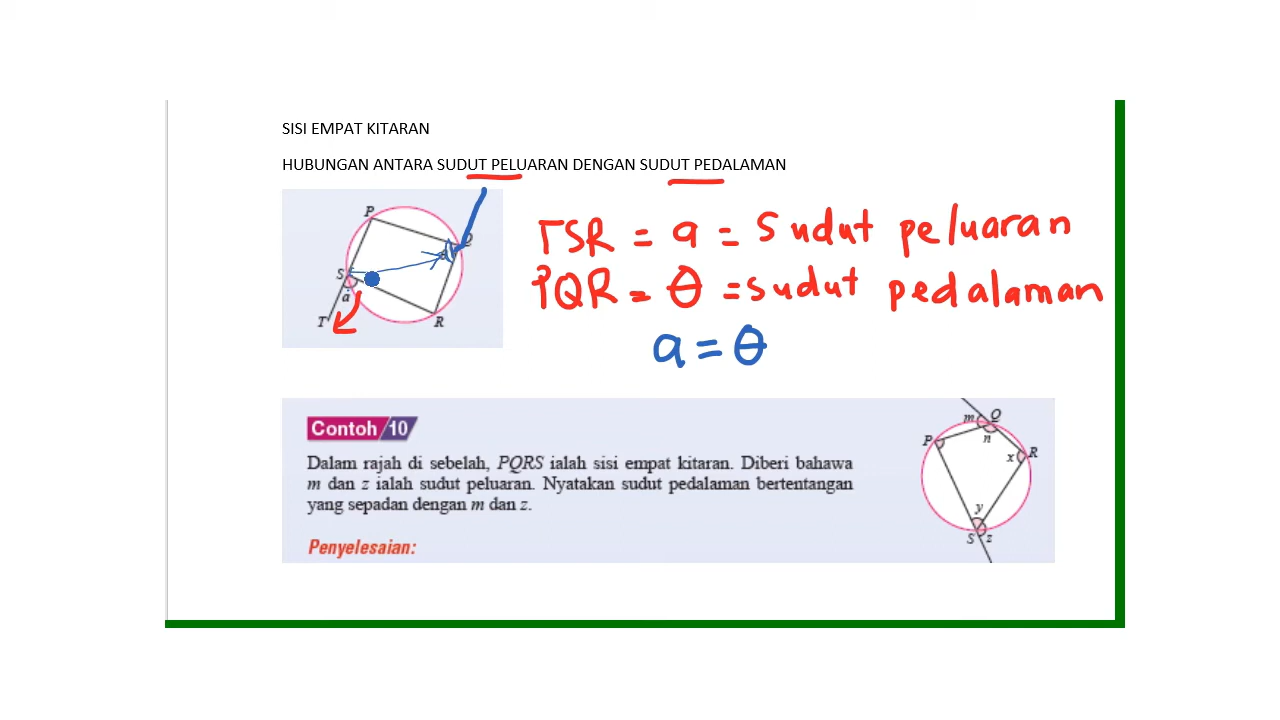 SISI EMPAT KITARAN
HUBUNGAN ANTARA SUDUT PELUARAN DENGAN SUDUT PEDALAMAN
P
Q
S
a
T
R
TSR = a = Sudut peluaran
PQR = θ = sudut pedalaman
a = θ
Contoh 10
Dalam rajah di sebelah, PQRS ialah sisi empat kitaran. Diberi bahawa
m dan z ialah sudut peluaran. Nyatakan sudut pedalaman bertentangan
yang sepadan dengan m dan z.
Penyelesaian:
m Q
P n
x R
y
S z